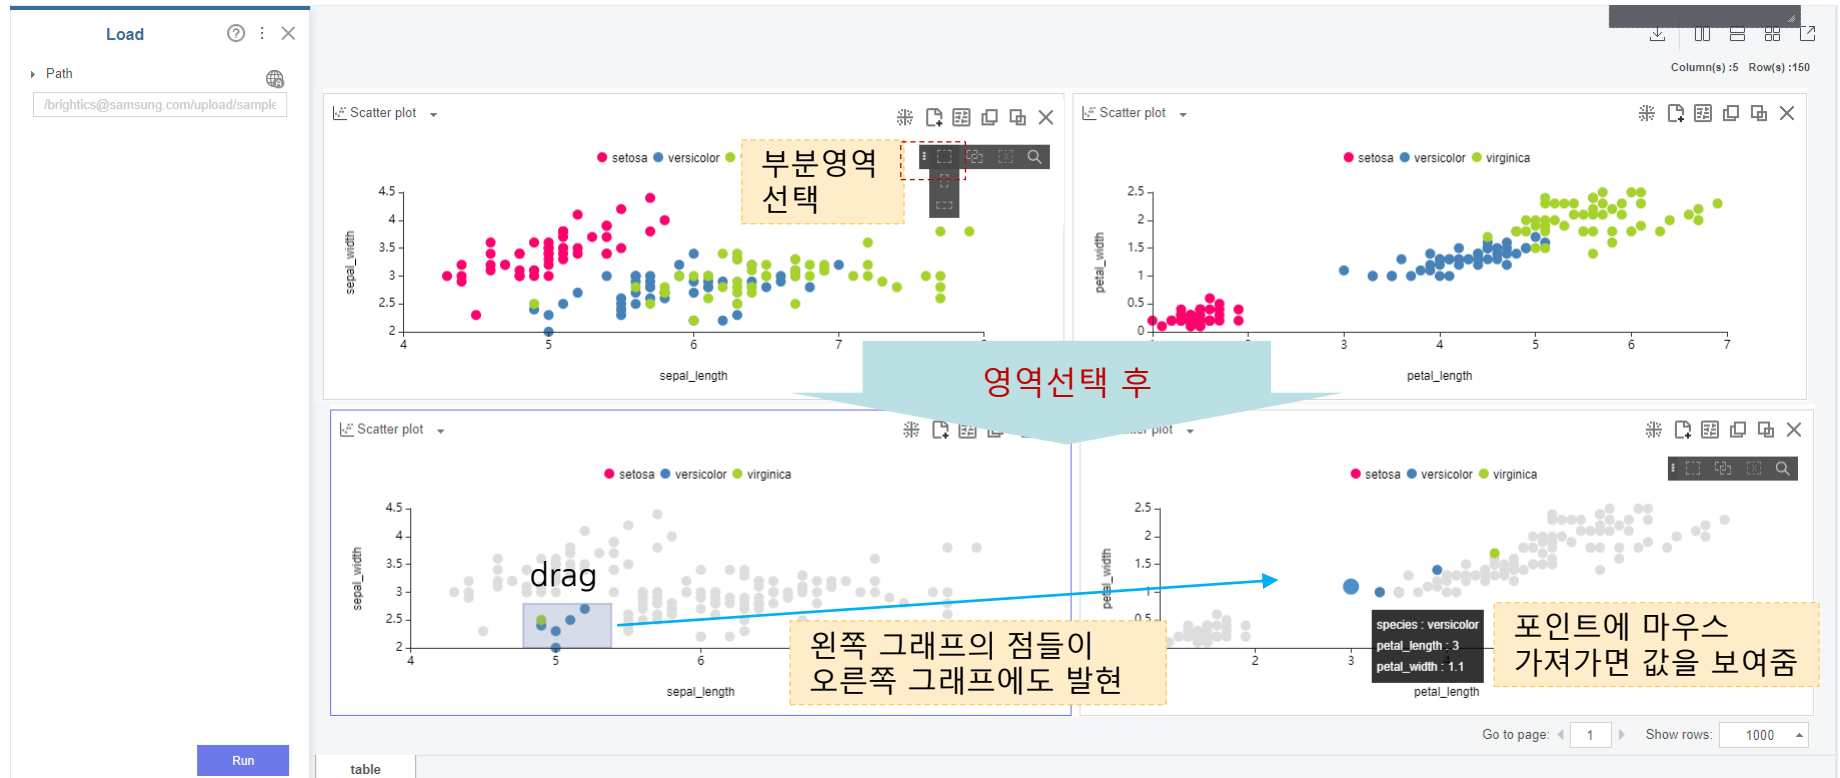 Load
Path
/brightics@samsung.com/upload/sample
Run
Column(s) :5 Row(s) :150
Scatter plot
setosa versicolor
부분영역
선택
4.5
4
3.5
3
2.5
2
sepal_width
4 5 6 7
sepal_length
Scatter plot
setosa versicolor virginica
2.5
2
1.5
1
0.5
0
petal_width
3 4 5 6 7
petal_length
영역선택 후
Scatter plot
setosa versicolor virginica
4.5
4
3.5
3
2.5
2
sepal_width
drag
4 5 6
sepal_length
왼쪽 그래프의 점들이
오른쪽 그래프에도 발현
plot
setosa versicolor virginica
2.5
2
1.5
1
petal_width
species : versicolor
petal_length : 3
petal_width : 1.1
포인트에 마우스
가져가면 값을 보여줌
2 3 5 6 7
petal_length
Go to page: 1 Show rows: 1000
table